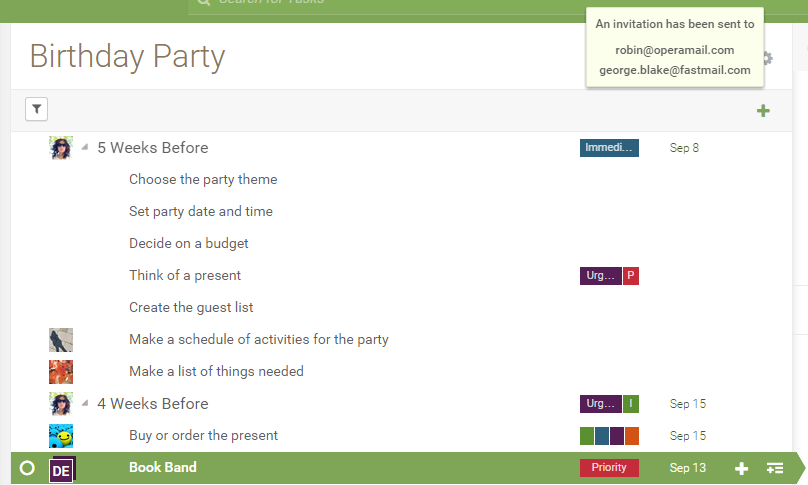 Search for Tasks
An invitation has been sent to
robin@operamail.com
george.blake@fastmail.com
Birthday Party
5 Weeks Before Immedi... Sep 8
Choose the party theme
Set party date and time
Decide on a budget
Think of a present Urg... P
Create the guest list
Make a schedule of activities for the party
Make a list of things needed
4 Weeks Before Urg... I Sep 15
Buy or order the present Sep 15
DE Book Band Priority Sep 13